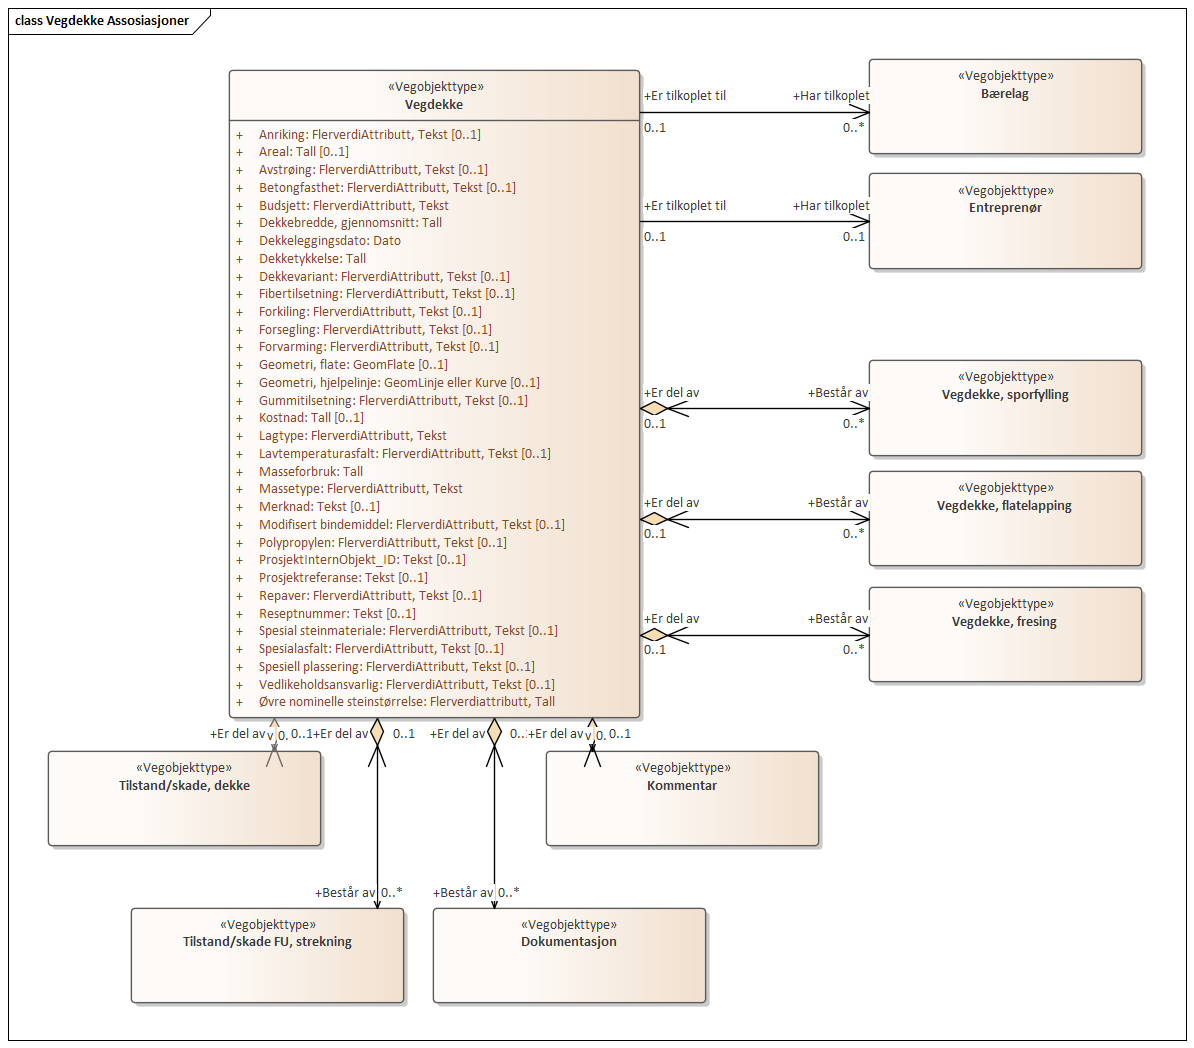 class Vegdekke Assosiasjoner
«Vegobjekttype»
Vegdekke
+ Anriking: FlerverdiAttributt, Tekst [0..1]
+ Areal: Tall [0..1]
+ Avstrøing: FlerverdiAttributt, Tekst [0..1]
+ Betongfasthet: FlerverdiAttributt, Tekst [0..1]
+ Budsjett: FlerverdiAttributt, Tekst
+ Dekkebredde, gjennomsnitt: Tall
+ Dekkeleggingsdato: Dato
+ Dekketykkelse: Tall
+ Dekkevariant: FlerverdiAttributt, Tekst [0..1]
+ Fibertilsetning: FlerverdiAttributt, Tekst [0..1]
+ Forkiling: FlerverdiAttributt, Tekst [0..1]
+ Forsegling: FlerverdiAttributt, Tekst [0..1]
+ Forvarming: FlerverdiAttributt, Tekst [0..1]
+ Geometri, flate: GeomFlate [0..1]
+ Geometri, hjelpelinje: GeomLinje eller Kurve [0..1]
+ Gummitilsetning: FlerverdiAttributt, Tekst [0..1]
+ Kostnad: Tall [0..1]
+ Lagtype: FlerverdiAttributt, Tekst
+ Lavtemperaturasfalt: FlerverdiAttributt, Tekst [0..1]
+ Masseforbruk: Tall
+ Massetype: FlerverdiAttributt, Tekst
+ Merknad: Tekst [0..1]
+ Modifisert bindemiddel: FlerverdiAttributt, Tekst [0..1]
+ Polypropylen: FlerverdiAttributt, Tekst [0..1]
+ ProsjektInternObjekt_ID: Tekst [0..1]
+ Prosjektreferanse: Tekst [0..1]
+ Repaver: FlerverdiAttributt, Tekst [0..1]
+ Reseptnummer: Tekst [0..1]
+ Spesial steinmateriale: FlerverdiAttributt, Tekst [0..1]
+ Spesialasfalt: FlerverdiAttributt, Tekst [0..1]
+ Spesiell plassering: FlerverdiAttributt, Tekst [0..1]
+ Vedlikeholdsansvarlig: FlerverdiAttributt, Tekst [0..1]
+ Øvre nominelle steinstørrelse: Flerverdiattributt, Tall
+Er tilkoplet til +Har tilkoplet
0..1 0..*
«Vegobjekttype»
Bærelag
+Er tilkoplet til +Har tilkoplet
0..1 0..1
«Vegobjekttype»
Entreprenør
+Er del av +Består av
0..1 0..*
«Vegobjekttype»
Vegdekke, sporfylling
+Er del av +Består av
0..1 0..*
«Vegobjekttype»
Vegdekke, flatelapping
+Er del av +Består av
0..1 0..*
«Vegobjekttype»
Vegdekke, fresing
+Er del av v 0. 0..1 +Er del av 0..1 +Er del av 0.. +Er del av v 0. 0..1
«Vegobjekttype»
Tilstand/skade, dekke
«Vegobjekttype»
Kommentar
+Består av 0..* +Består av 0..*
«Vegobjekttype»
Tilstand/skade FU, strekning
«Vegobjekttype»
Dokumentasjon